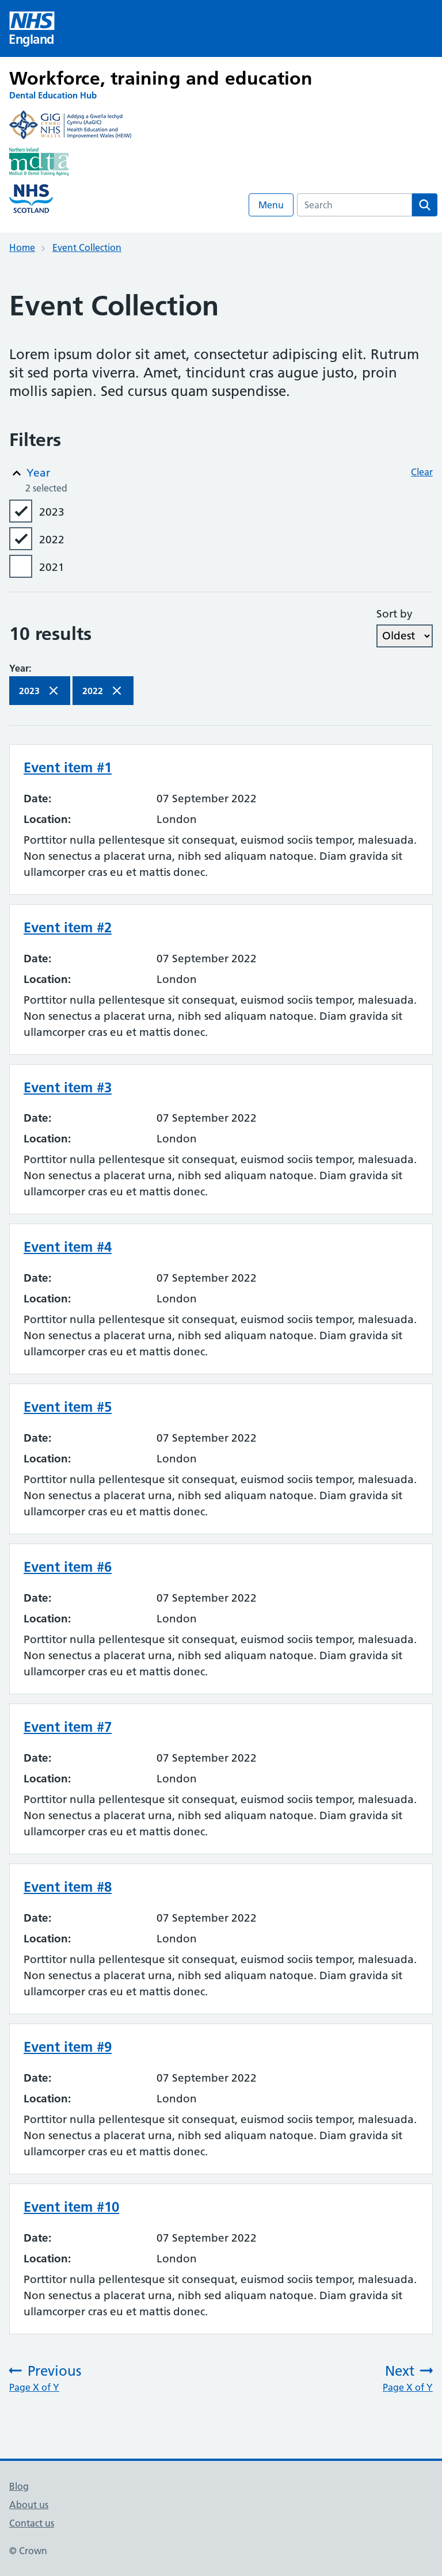 NHS
England
Workforce, training and education
Dental Education Hub
GIG
CYMRU
NHS
WALES
Addysg a Gwella Iechyd
Cymru (AaGIC)
Health Education and
Improvement Wales (HEIW)
Northern Ireland
mdta
Medical & Dental Training Agency
NHS
SCOTLAND
Menu
Search
Home > Event Collection
Event Collection
Lorem ipsum dolor sit amet, consectetur adipiscing elit. Rutrum
sit sed porta viverra. Amet, tincidunt cras augue justo, proin
mollis sapien. Sed cursus quam suspendisse.
Filters
Year Clear
2 selected
2023
2022
2021
Sort by
10 results
Oldest
Year:
2023 2022
Event item #1
Date: 07 September 2022
Location: London
Porttitor nulla pellentesque sit consequat, euismod sociis tempor, malesuada.
Non senectus a placerat urna, nibh sed aliquam natoque. Diam gravida sit
ullamcorper cras eu et mattis donec.
Event item #2
Date: 07 September 2022
Location: London
Porttitor nulla pellentesque sit consequat, euismod sociis tempor, malesuada.
Non senectus a placerat urna, nibh sed aliquam natoque. Diam gravida sit
ullamcorper cras eu et mattis donec.
Event item #3
Date: 07 September 2022
Location: London
Porttitor nulla pellentesque sit consequat, euismod sociis tempor, malesuada.
Non senectus a placerat urna, nibh sed aliquam natoque. Diam gravida sit
ullamcorper cras eu et mattis donec.
Event item #4
Date: 07 September 2022
Location: London
Porttitor nulla pellentesque sit consequat, euismod sociis tempor, malesuada.
Non senectus a placerat urna, nibh sed aliquam natoque. Diam gravida sit
ullamcorper cras eu et mattis donec.
Event item #5
Date: 07 September 2022
Location: London
Porttitor nulla pellentesque sit consequat, euismod sociis tempor, malesuada.
Non senectus a placerat urna, nibh sed aliquam natoque. Diam gravida sit
ullamcorper cras eu et mattis donec.
Event item #6
Date: 07 September 2022
Location: London
Porttitor nulla pellentesque sit consequat, euismod sociis tempor, malesuada.
Non senectus a placerat urna, nibh sed aliquam natoque. Diam gravida sit
ullamcorper cras eu et mattis donec.
Event item #7
Date: 07 September 2022
Location: London
Porttitor nulla pellentesque sit consequat, euismod sociis tempor, malesuada.
Non senectus a placerat urna, nibh sed aliquam natoque. Diam gravida sit
ullamcorper cras eu et mattis donec.
Event item #8
Date: 07 September 2022
Location: London
Porttitor nulla pellentesque sit consequat, euismod sociis tempor, malesuada.
Non senectus a placerat urna, nibh sed aliquam natoque. Diam gravida sit
ullamcorper cras eu et mattis donec.
Event item #9
Date: 07 September 2022
Location: London
Porttitor nulla pellentesque sit consequat, euismod sociis tempor, malesuada.
Non senectus a placerat urna, nibh sed aliquam natoque. Diam gravida sit
ullamcorper cras eu et mattis donec.
Event item #10
Date: 07 September 2022
Location: London
Porttitor nulla pellentesque sit consequat, euismod sociis tempor, malesuada.
Non senectus a placerat urna, nibh sed aliquam natoque. Diam gravida sit
ullamcorper cras eu et mattis donec.
Previous Next
Page X of Y Page X of Y
Blog
About us
Contact us
© Crown